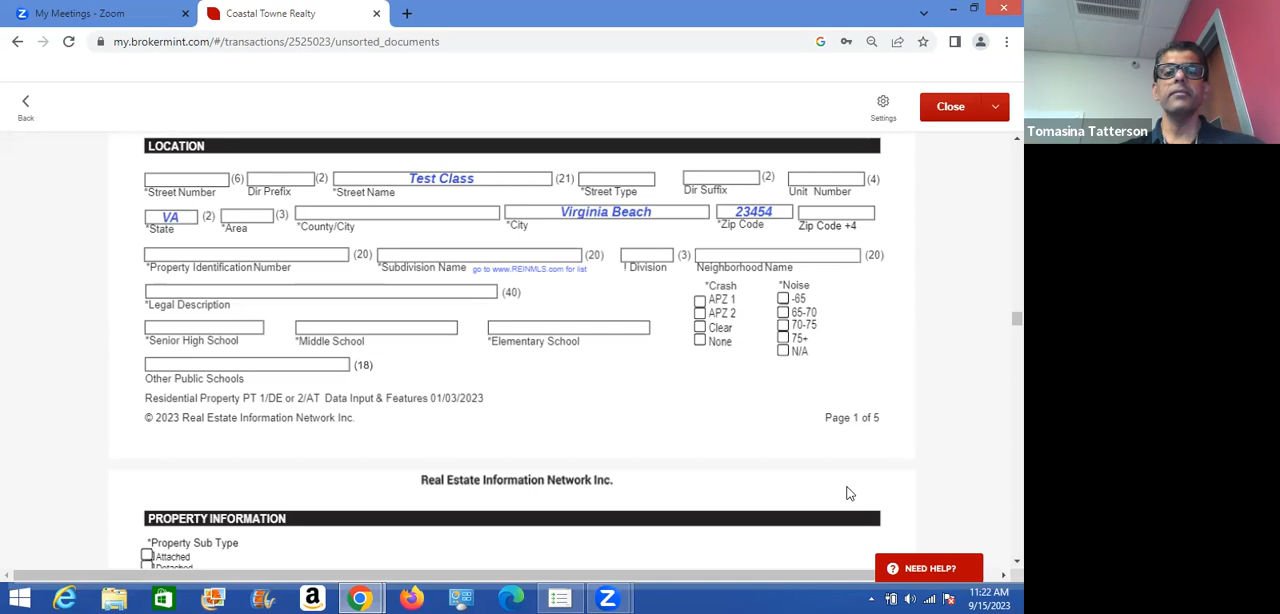 My Meetings - Zoom
Coastal Towne Realty
my.brokermint.com/#/transactions/2525023/unsorted_documents
Back
Settings
Close
Tomasina Tatterson
LOCATION
(6) (2) Test Class (21) (2) (4)
*Street Number Dir Prefix *Street Name *Street Type Dir Suffix Unit Number
VA (2) (3) Virginia Beach 23454
*State *Area *County/City *City *Zip Code Zip Code +4
(20) (20) (3) (20)
*Property Identification Number *Subdivision Name go to www.REINMLS.com for list ! Division Neighborhood Name
*Crash *Noise
(40) APZ 1 -65
*Legal Description APZ 2 65-70
Clear 70-75
*Senior High School *Middle School *Elementary School None 75+
N/A
(18)
Other Public Schools
Residential Property PT 1/DE or 2/AT Data Input & Features 01/03/2023
© 2023 Real Estate Information Network Inc. Page 1 of 5
Real Estate Information Network Inc.
PROPERTY INFORMATION
*Property Sub Type
Attached
Detached
NEED HELP?
11:22 AM
9/15/2023